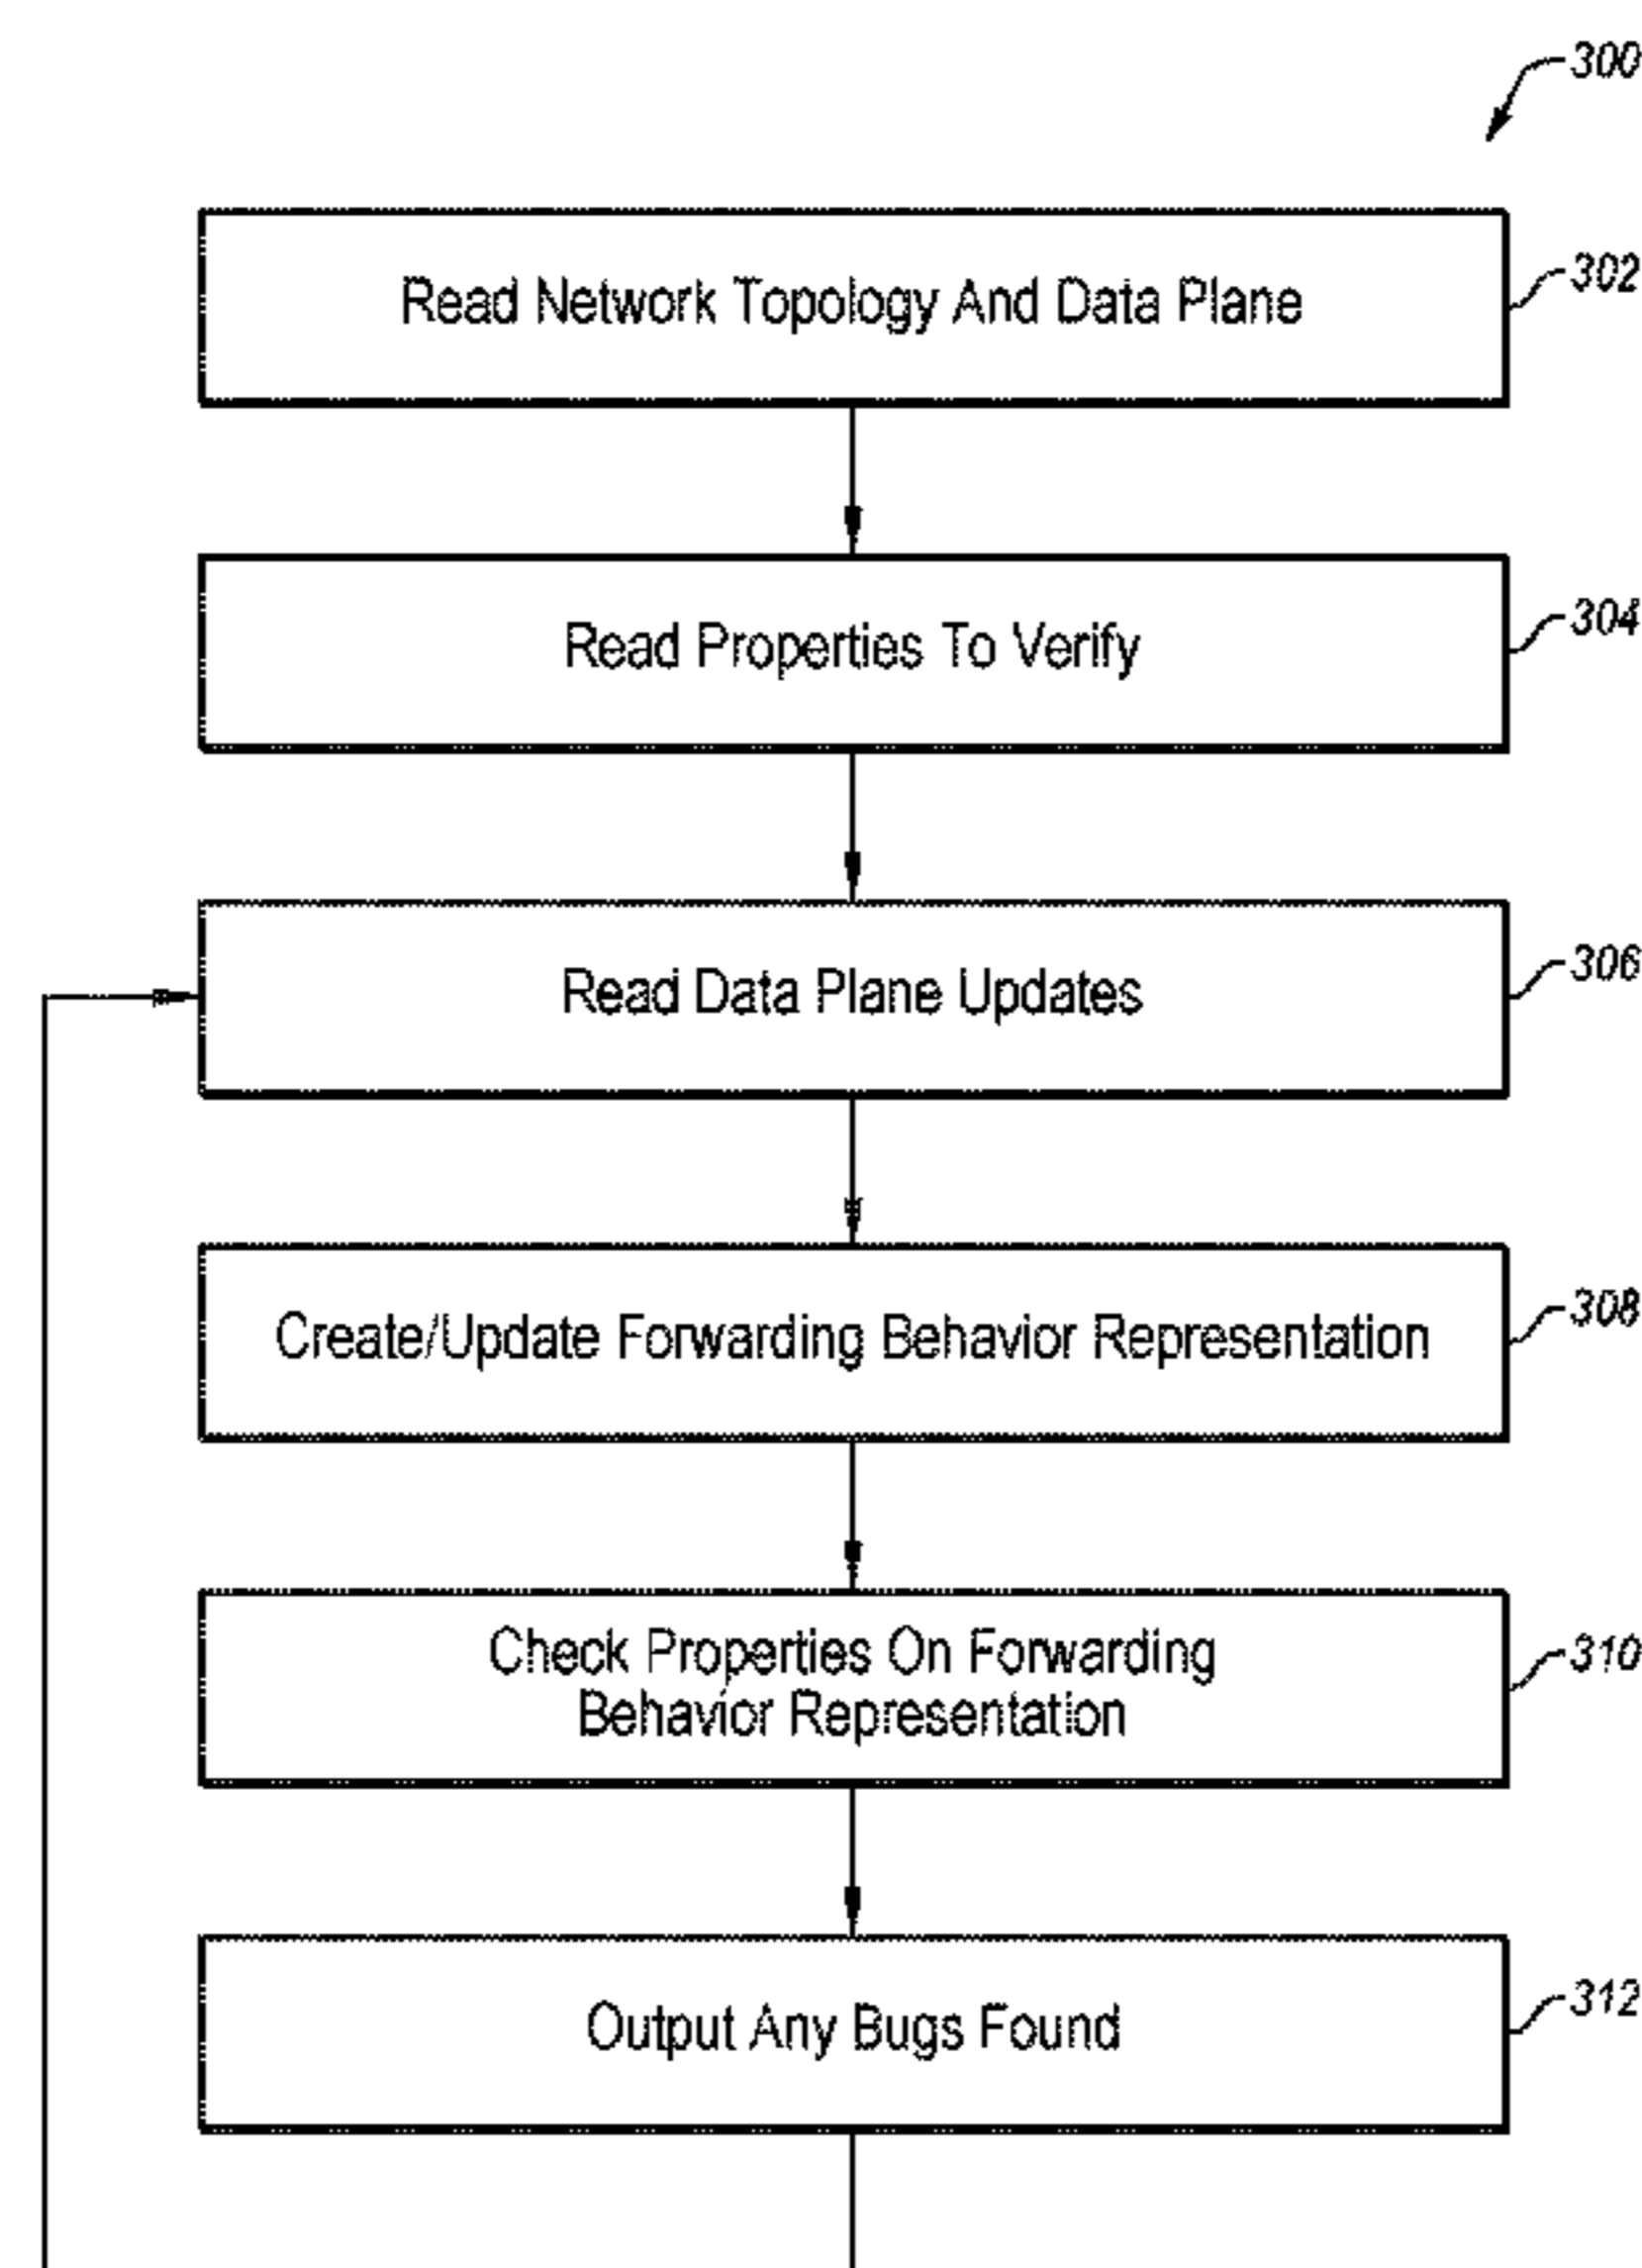 300
Read Network Topology And Data Plane
302
Read Properties To Verify
304
Read Data Plane Updates
306
Create/Update Forwarding Behavior Representation
308
Check Properties On Forwarding
Behavior Representation
310
Output Any Bugs Found
312